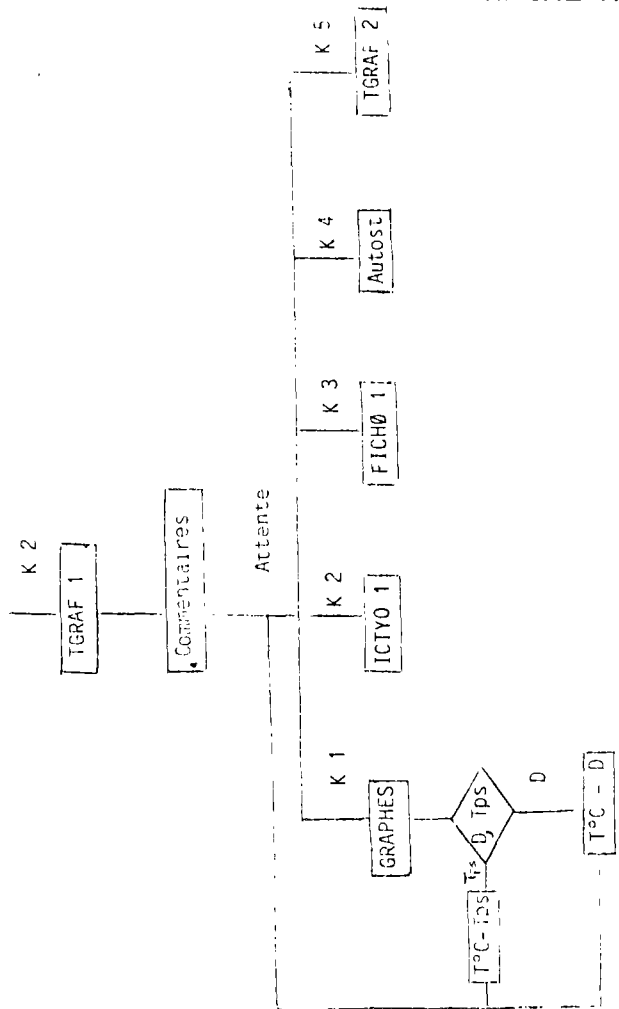 K 2
TGRAF 1
Commentaires
Attente
K 1
K 2
K 3
K 4
K 5
GRAPHES
ICTYO 1
FICHØ 1
Autost
TGRAF 2
D, Tps
Tps
D
T°C-Tps
T°C - D